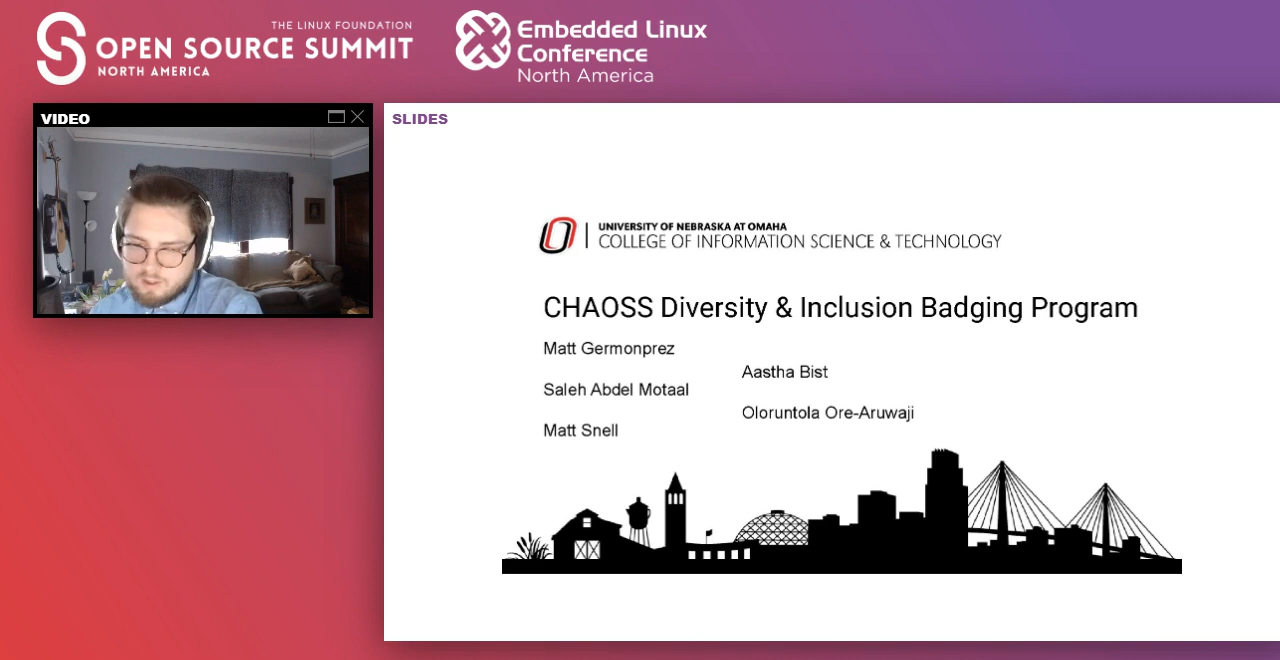 THE LINUX FOUNDATION
OPEN SOURCE SUMMIT
NORTH AMERICA
Embedded Linux
Conference
North America
VIDEO
SLIDES
UNIVERSITY OF NEBRASKA AT OMAHA
COLLEGE OF INFORMATION SCIENCE & TECHNOLOGY
CHAOSS Diversity & Inclusion Badging Program
Matt Germonprez
Saleh Abdel Motaal
Matt Snell
Aastha Bist
Oloruntola Ore-Aruwaji